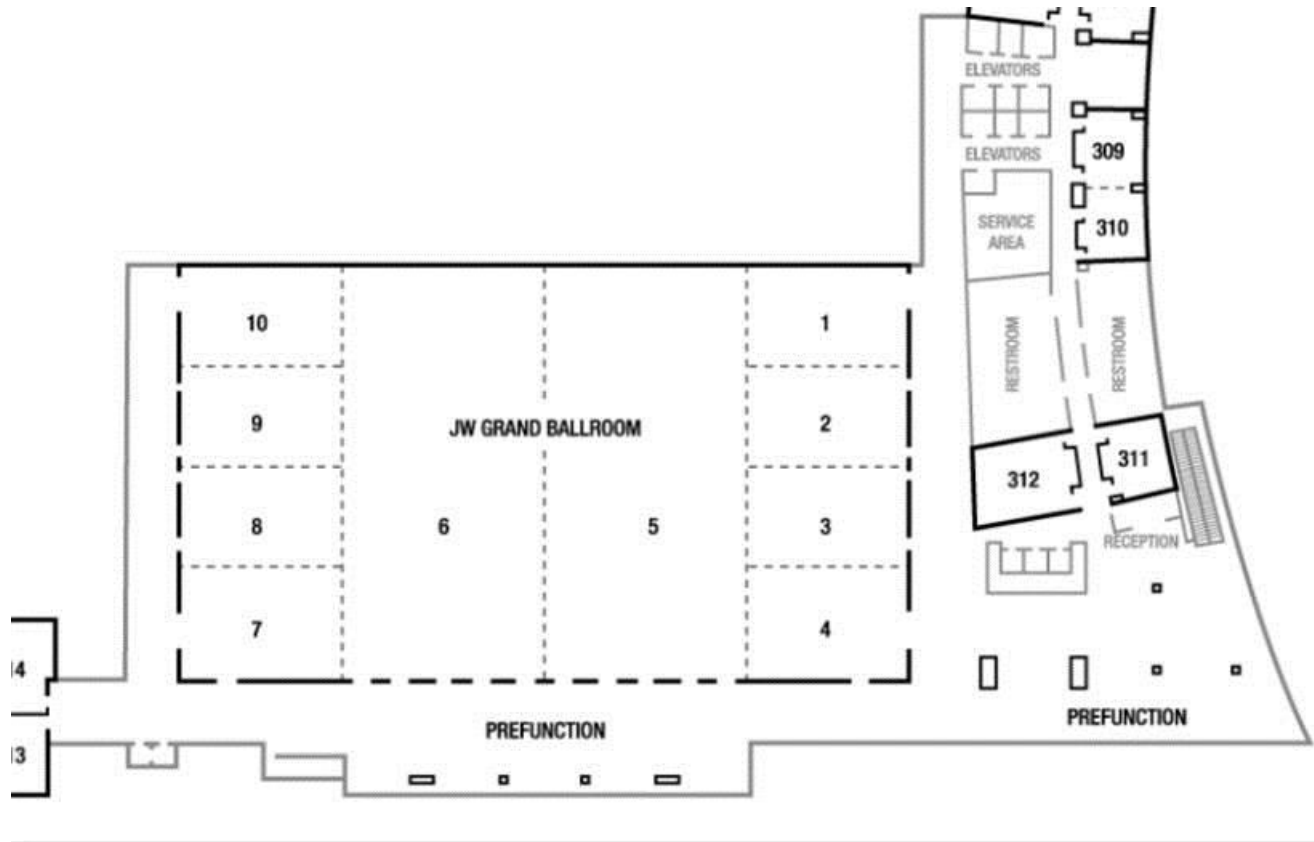 ELEVATORS
309
ELEVATORS
310
SERVICE
AREA
10
1
RESTROOM
RESTROOM
9
JW GRAND BALLROOM
2
312
311
8
6
5
3
RECEPTION
7
4
14
PREFUNCTION
PREFUNCTION
13